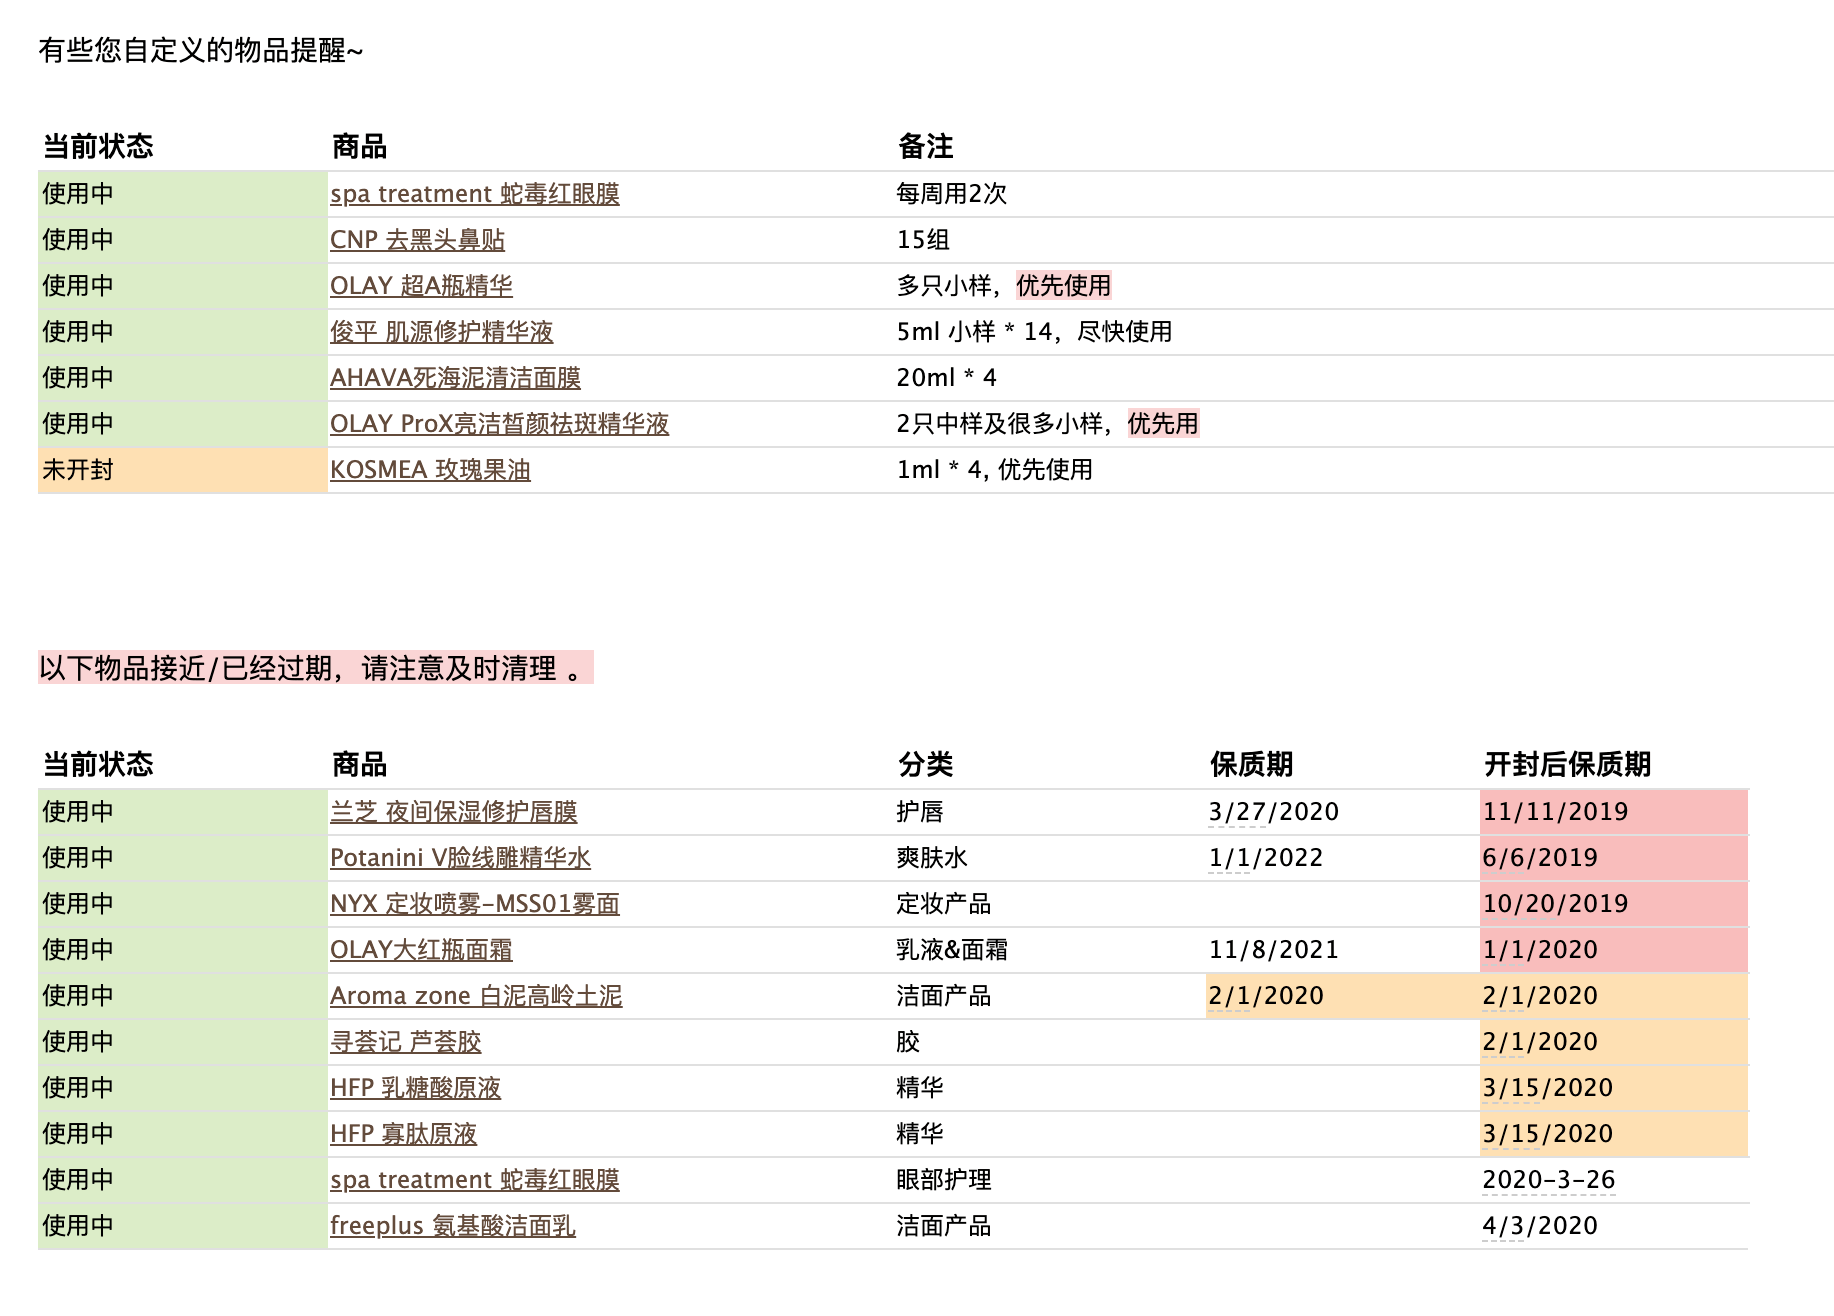 有些您自定义的物品提醒~
当前状态 商品 备注
使用中 spa treatment 蛇毒红眼膜 每周用2次
使用中 CNP 去黑头鼻贴 15组
使用中 OLAY 超A瓶精华 多只小样，优先使用
使用中 俊平 肌源修护精华液 5ml 小样 * 14，尽快使用
使用中 AHAVA死海泥清洁面膜 20ml * 4
使用中 OLAY ProX亮洁皙颜祛斑精华液 2只中样及很多小样，优先用
未开封 KOSMEA 玫瑰果油 1ml * 4, 优先使用
以下物品接近/已经过期，请注意及时清理 。
当前状态 商品 分类 保质期 开封后保质期
使用中 兰芝 夜间保湿修护唇膜 护唇 3/27/2020 11/11/2019
使用中 Potanini V脸线雕精华水 爽肤水 1/1/2022 6/6/2019
使用中 NYX 定妆喷雾-MSS01雾面 定妆产品 10/20/2019
使用中 OLAY大红瓶面霜 乳液&面霜 11/8/2021 1/1/2020
使用中 Aroma zone 白泥高岭土泥 洁面产品 2/1/2020 2/1/2020
使用中 寻荟记 芦荟胶 胶 2/1/2020
使用中 HFP 乳糖酸原液 精华 3/15/2020
使用中 HFP 寡肽原液 精华 3/15/2020
使用中 spa treatment 蛇毒红眼膜 眼部护理 2020-3-26
使用中 freeplus 氨基酸洁面乳 洁面产品 4/3/2020